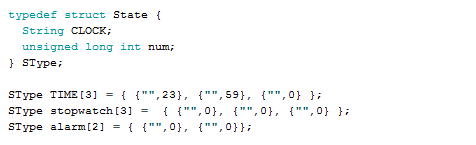 typedef struct State {
  String CLOCK;
  unsigned long int num;
} SType;

SType TIME[3] = { {"",23}, {"",59}, {"",0} };
SType stopwatch[3] =  { {"",0}, {"",0}, {"",0} };
SType alarm[2] = { {"",0}, {"",0}};